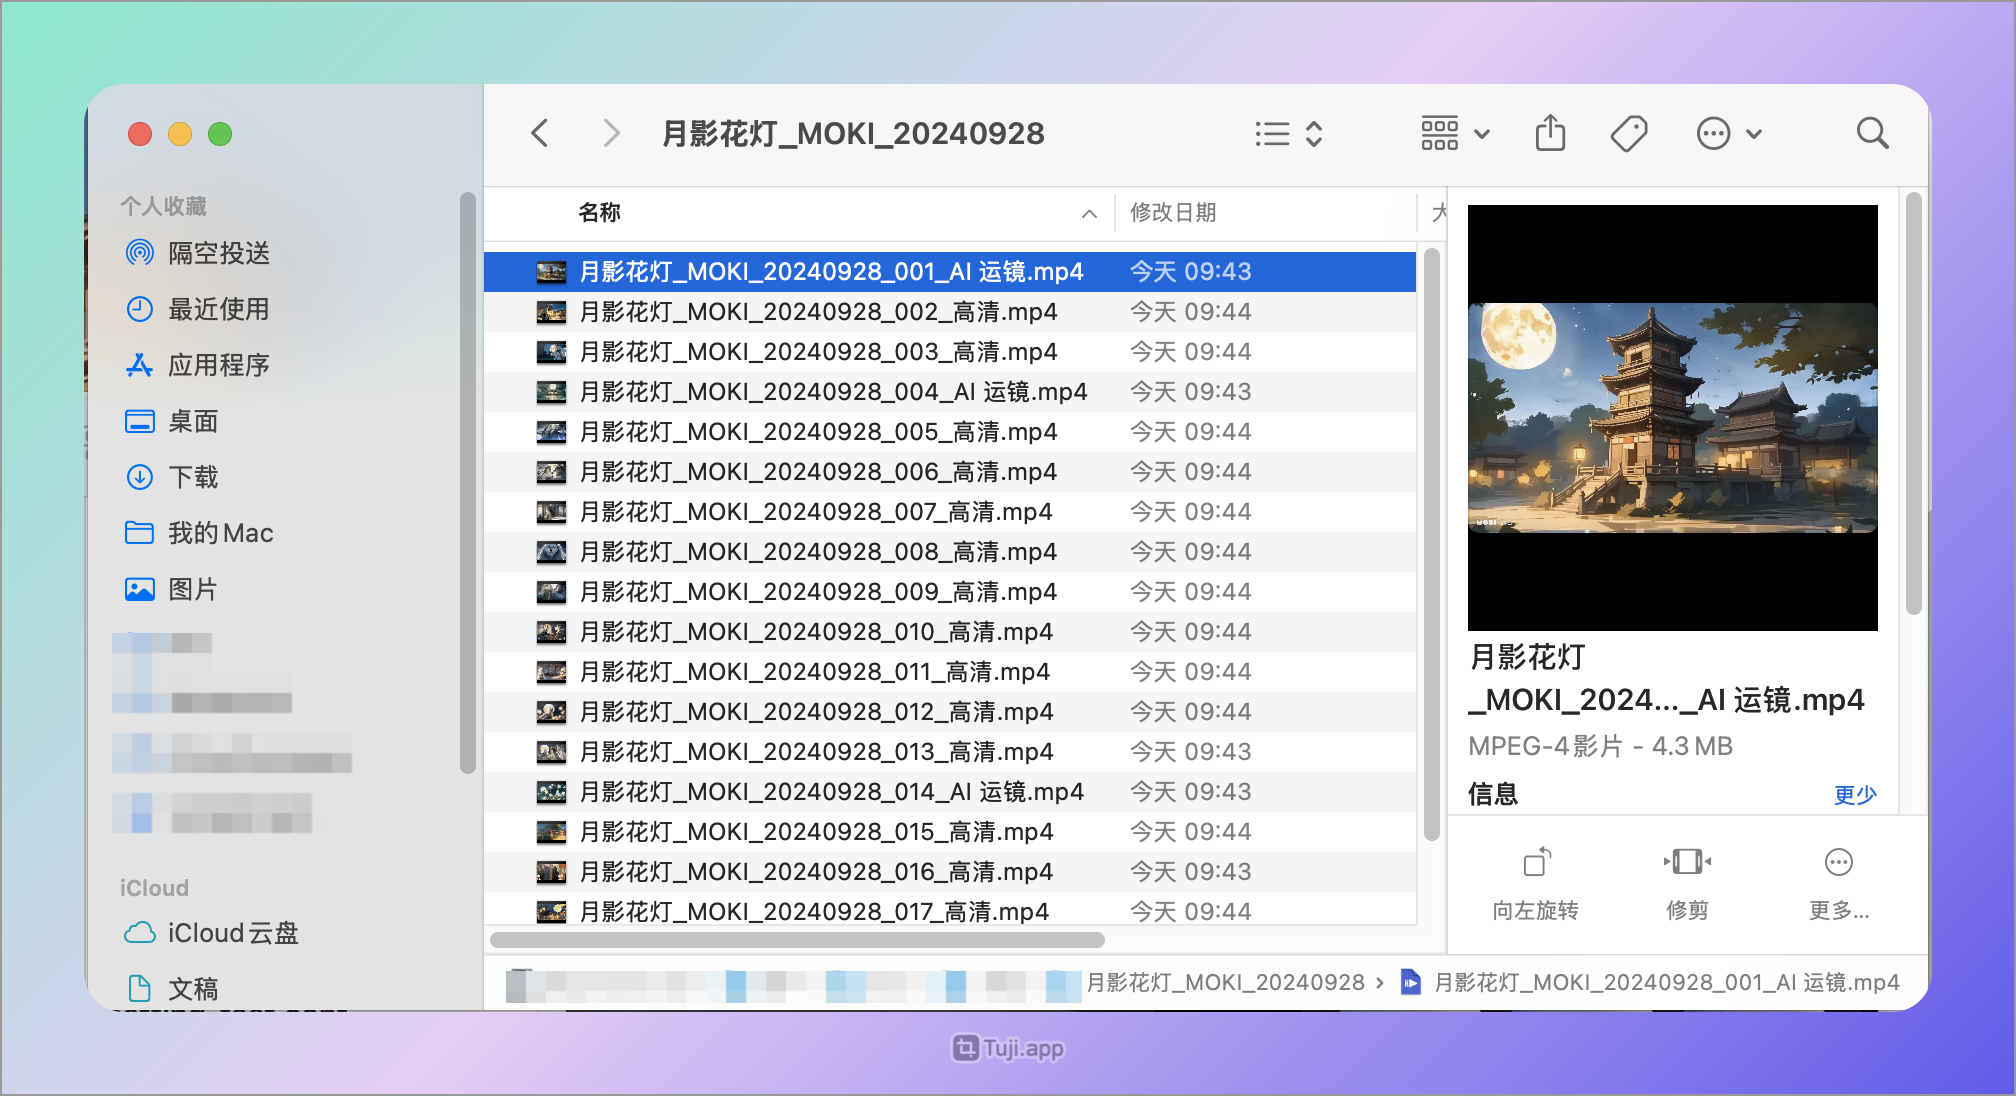 月影花灯_MOKI_20240928
个人收藏
隔空投送
最近使用
应用程序
桌面
下载
我的Mac
图片
iCloud
iCloud云盘
文稿
名称 修改日期 大
月影花灯_MOKI_20240928_001_AI 运镜.mp4 今天 09:43
月影花灯_MOKI_20240928_002_高清.mp4 今天 09:44
月影花灯_MOKI_20240928_003_高清.mp4 今天 09:44
月影花灯_MOKI_20240928_004_AI 运镜.mp4 今天 09:43
月影花灯_MOKI_20240928_005_高清.mp4 今天 09:44
月影花灯_MOKI_20240928_006_高清.mp4 今天 09:44
月影花灯_MOKI_20240928_007_高清.mp4 今天 09:44
月影花灯_MOKI_20240928_008_高清.mp4 今天 09:44
月影花灯_MOKI_20240928_009_高清.mp4 今天 09:44
月影花灯_MOKI_20240928_010_高清.mp4 今天 09:44
月影花灯_MOKI_20240928_011_高清.mp4 今天 09:44
月影花灯_MOKI_20240928_012_高清.mp4 今天 09:44
月影花灯_MOKI_20240928_013_高清.mp4 今天 09:43
月影花灯_MOKI_20240928_014_AI 运镜.mp4 今天 09:43
月影花灯_MOKI_20240928_015_高清.mp4 今天 09:44
月影花灯_MOKI_20240928_016_高清.mp4 今天 09:43
月影花灯_MOKI_20240928_017_高清.mp4 今天 09:44
月影花灯
_MOKI_2024..._AI 运镜.mp4
MPEG-4影片 - 4.3 MB
信息 更少
向左旋转 修剪 更多...
月影花灯_MOKI_20240928 › 月影花灯_MOKI_20240928_001_AI 运镜.mp4
Tuji.app